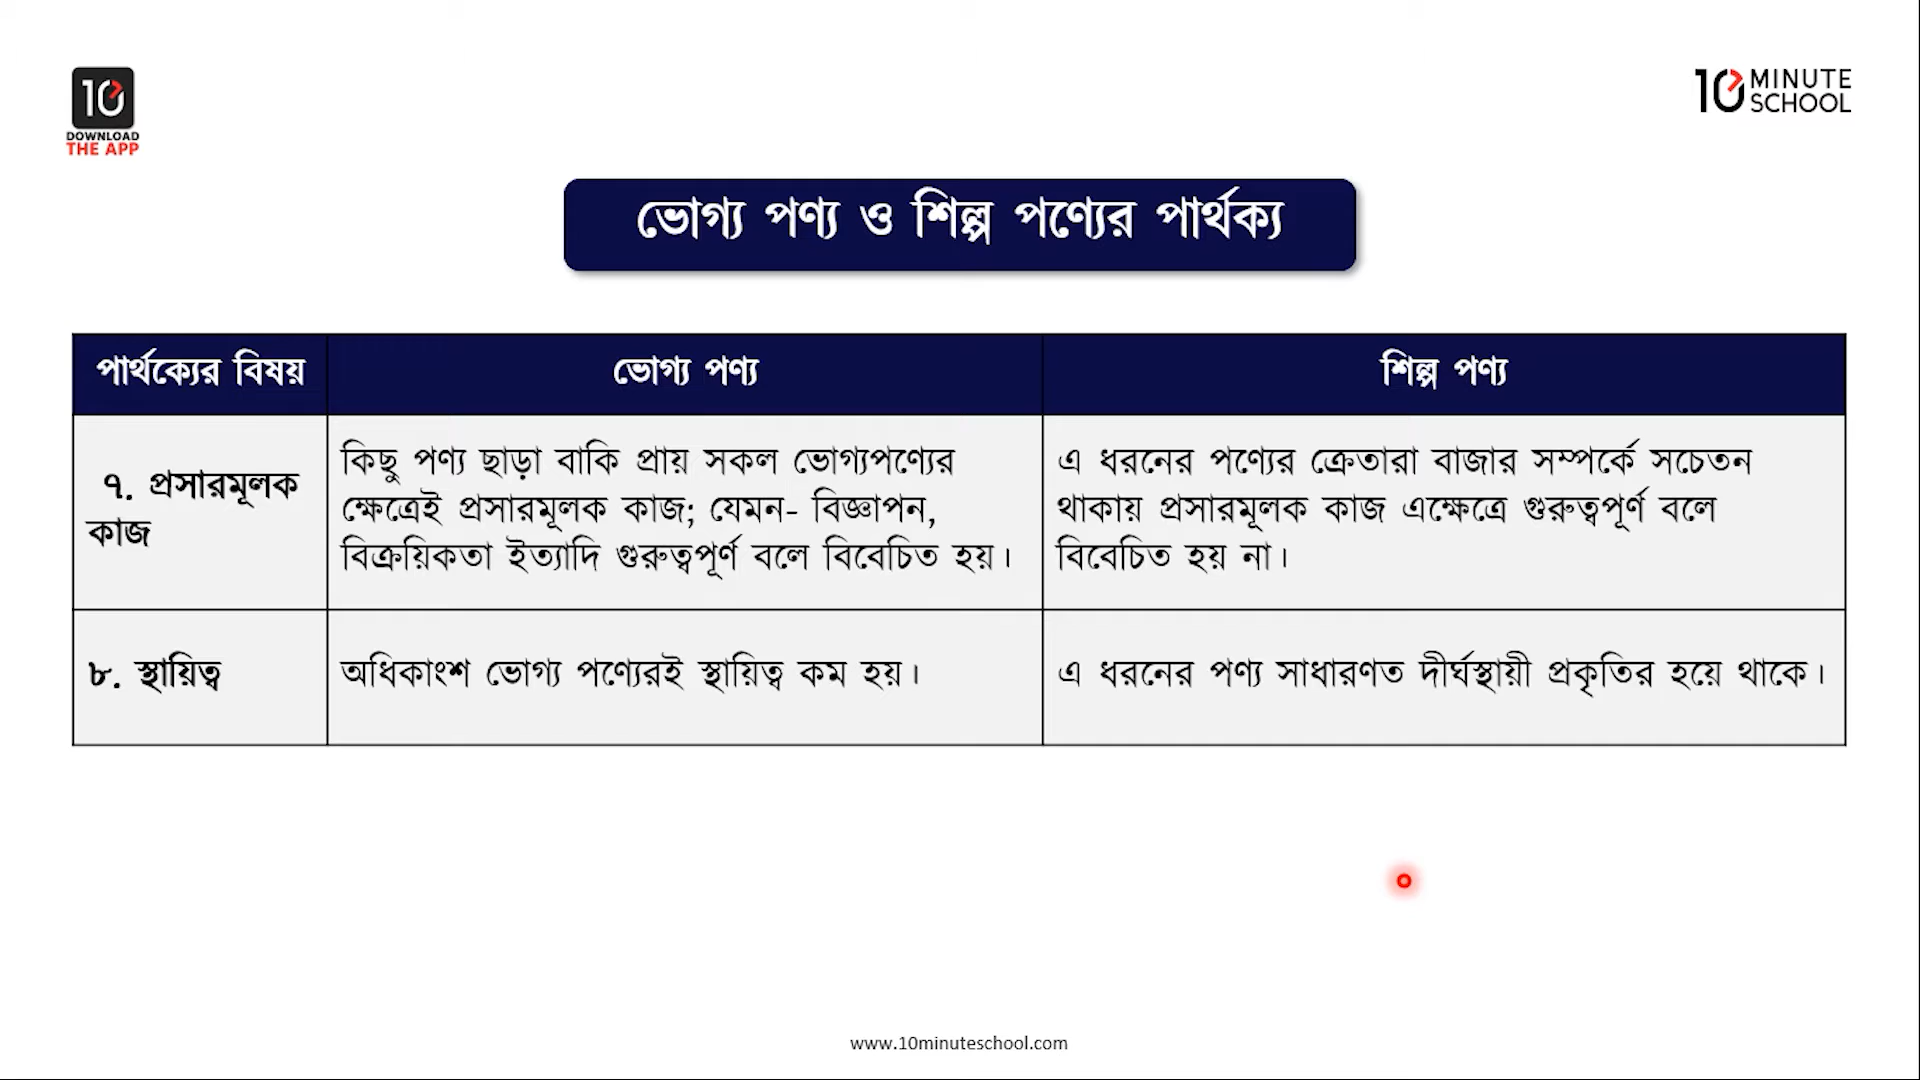 10
DOWNLOAD
THE APP
10 MINUTE
SCHOOL
ভোগ্য পণ্য ও শিল্প পণ্যের পার্থক্য
পার্থক্যের বিষয়
ভোগ্য পণ্য
শিল্প পণ্য
৭. প্রসারমূলক
কাজ
কিছু পণ্য ছাড়া বাকি প্রায় সকল ভোগ্যপণ্যের
ক্ষেত্রেই প্রসারমূলক কাজ; যেমন- বিজ্ঞাপন,
বিক্রয়িকতা ইত্যাদি গুরুত্বপূর্ণ বলে বিবেচিত হয়।
এ ধরনের পণ্যের ক্রেতারা বাজার সম্পর্কে সচেতন
থাকায় প্রসারমূলক কাজ এক্ষেত্রে গুরুত্বপূর্ণ বলে
বিবেচিত হয় না।
৮. স্থায়িত্ব
অধিকাংশ ভোগ্য পণ্যেরই স্থায়িত্ব কম হয়।
এ ধরনের পণ্য সাধারণত দীর্ঘস্থায়ী প্রকৃতির হয়ে থাকে।
www.10minuteschool.com